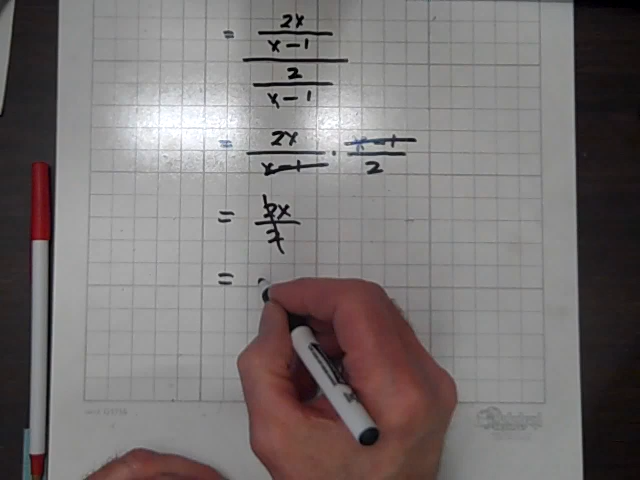 = 2x
x - 1
2
x - 1
= 2x/x-1 · x-1/2
= 2x/2
=